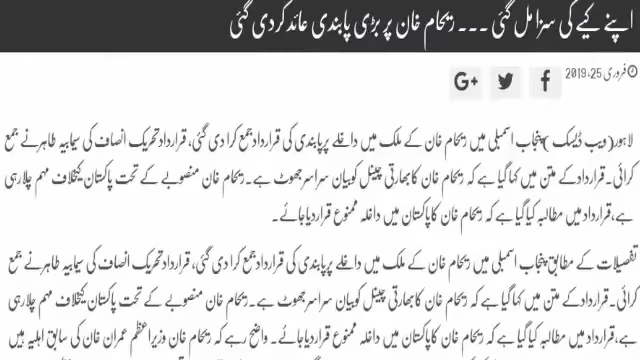 اپنے کیے کی سزا مل گئی ۔۔۔ ریحام خان پر بڑی پابندی عائد کردی گئی
فروری 25، 2019
لاہور(ویب ڈیسک )پنجاب اسمبلی میں ریحام خان کے ملک میں داخلے پر پابندی کی قرارداد جمع کرا دی گئی، قرارداد تحریک انصاف کی سیمابیہ طاہر نے جمع
کرائی۔قرارداد کے متن میں کہا گیا ہے کہ ریحام خان کا بھارتی چینل کو بیان سراسر جھوٹ ہے۔ریحام خان منصوبے کے تحت پاکستان کیخلاف مہم چلا رہی
ہے،قرارداد میں مطالبہ کیا گیا ہے کہ ریحام خان کا پاکستان میں داخلہ ممنوع قرار دیا جائے۔
تفصیلات کے مطابق پنجاب اسمبلی میں ریحام خان کے ملک میں داخلے پر پابندی کی قرارداد جمع کرا دی گئی، قرارداد تحریک انصاف کی سیمابیہ طاہر نے جمع
کرائی۔قرارداد کے متن میں کہا گیا ہے کہ ریحام خان کا بھارتی چینل کو بیان سراسر جھوٹ ہے۔ریحام خان منصوبے کے تحت پاکستان کیخلاف مہم چلا رہی
ہے،قرارداد میں مطالبہ کیا گیا ہے کہ ریحام خان کا پاکستان میں داخلہ ممنوع قرار دیا جائے۔ واضح رہے کہ ریحام خان وزیراعظم عمران خان کی سابق اہلیہ ہیں